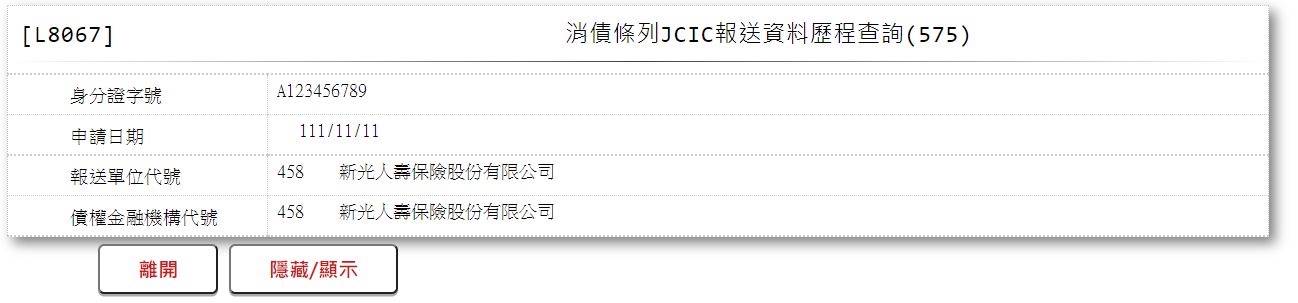 [L8067] 消債條列JCIC報送資料歷程查詢(575)
身分證字號 A123456789
申請日期 111/11/11
報送單位代號 458 新光人壽保險股份有限公司
債權金融機構代號 458 新光人壽保險股份有限公司
離開 隱藏/顯示